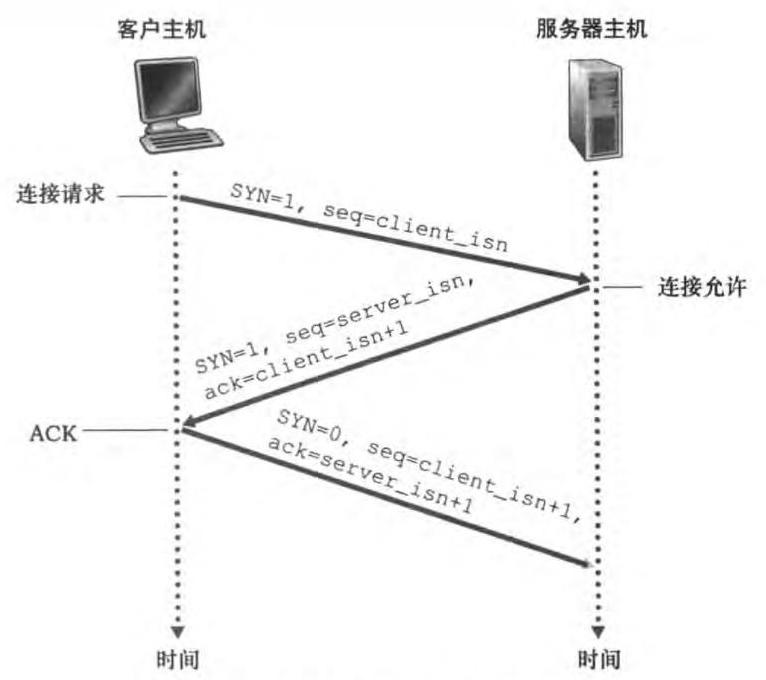 客户主机
服务器主机
连接请求
SYN=1, seq=client_isn
连接允许
SYN=1, seq=server_isn,
ack=client_isn+1
ACK
SYN=0, seq=client_isn+1,
ack=server_isn+1
时间
时间